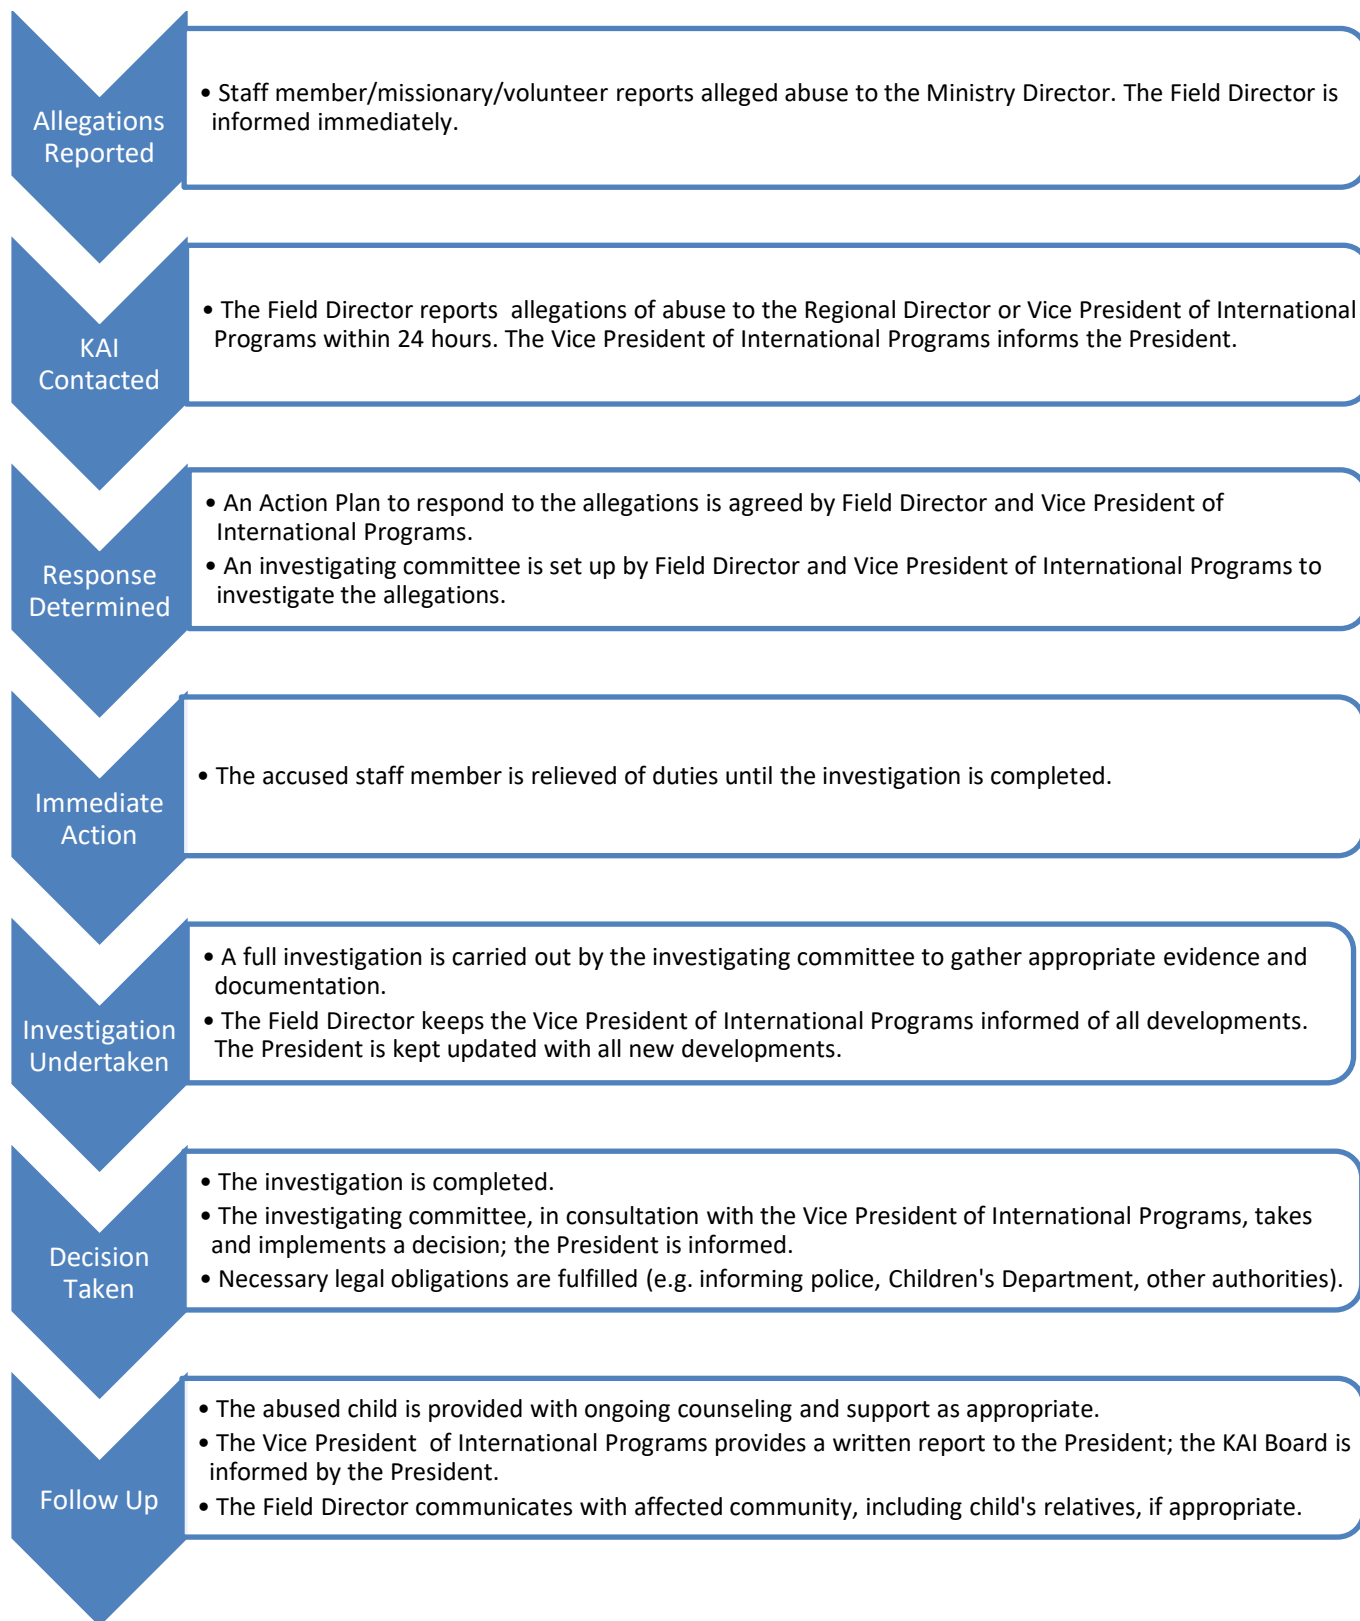 Allegations
Reported
• Staff member/missionary/volunteer reports alleged abuse to the Ministry Director. The Field Director is
informed immediately.
KAI
Contacted
• The Field Director reports  allegations of abuse to the Regional Director or Vice President of International
Programs within 24 hours. The Vice President of International Programs informs the President.
Response
Determined
• An Action Plan to respond to the allegations is agreed by Field Director and Vice President of
International Programs.
• An investigating committee is set up by Field Director and Vice President of International Programs to
investigate the allegations.
Immediate
Action
• The accused staff member is relieved of duties until the investigation is completed.
Investigation
Undertaken
• A full investigation is carried out by the investigating committee to gather appropriate evidence and
documentation.
• The Field Director keeps the Vice President of International Programs informed of all developments.
The President is kept updated with all new developments.
Decision
Taken
• The investigation is completed.
• The investigating committee, in consultation with the Vice President of International Programs, takes
and implements a decision; the President is informed.
• Necessary legal obligations are fulfilled (e.g. informing police, Children's Department, other authorities).
Follow Up
• The abused child is provided with ongoing counseling and support as appropriate.
• The Vice President  of International Programs provides a written report to the President; the KAI Board is
informed by the President.
• The Field Director communicates with affected community, including child's relatives, if appropriate.